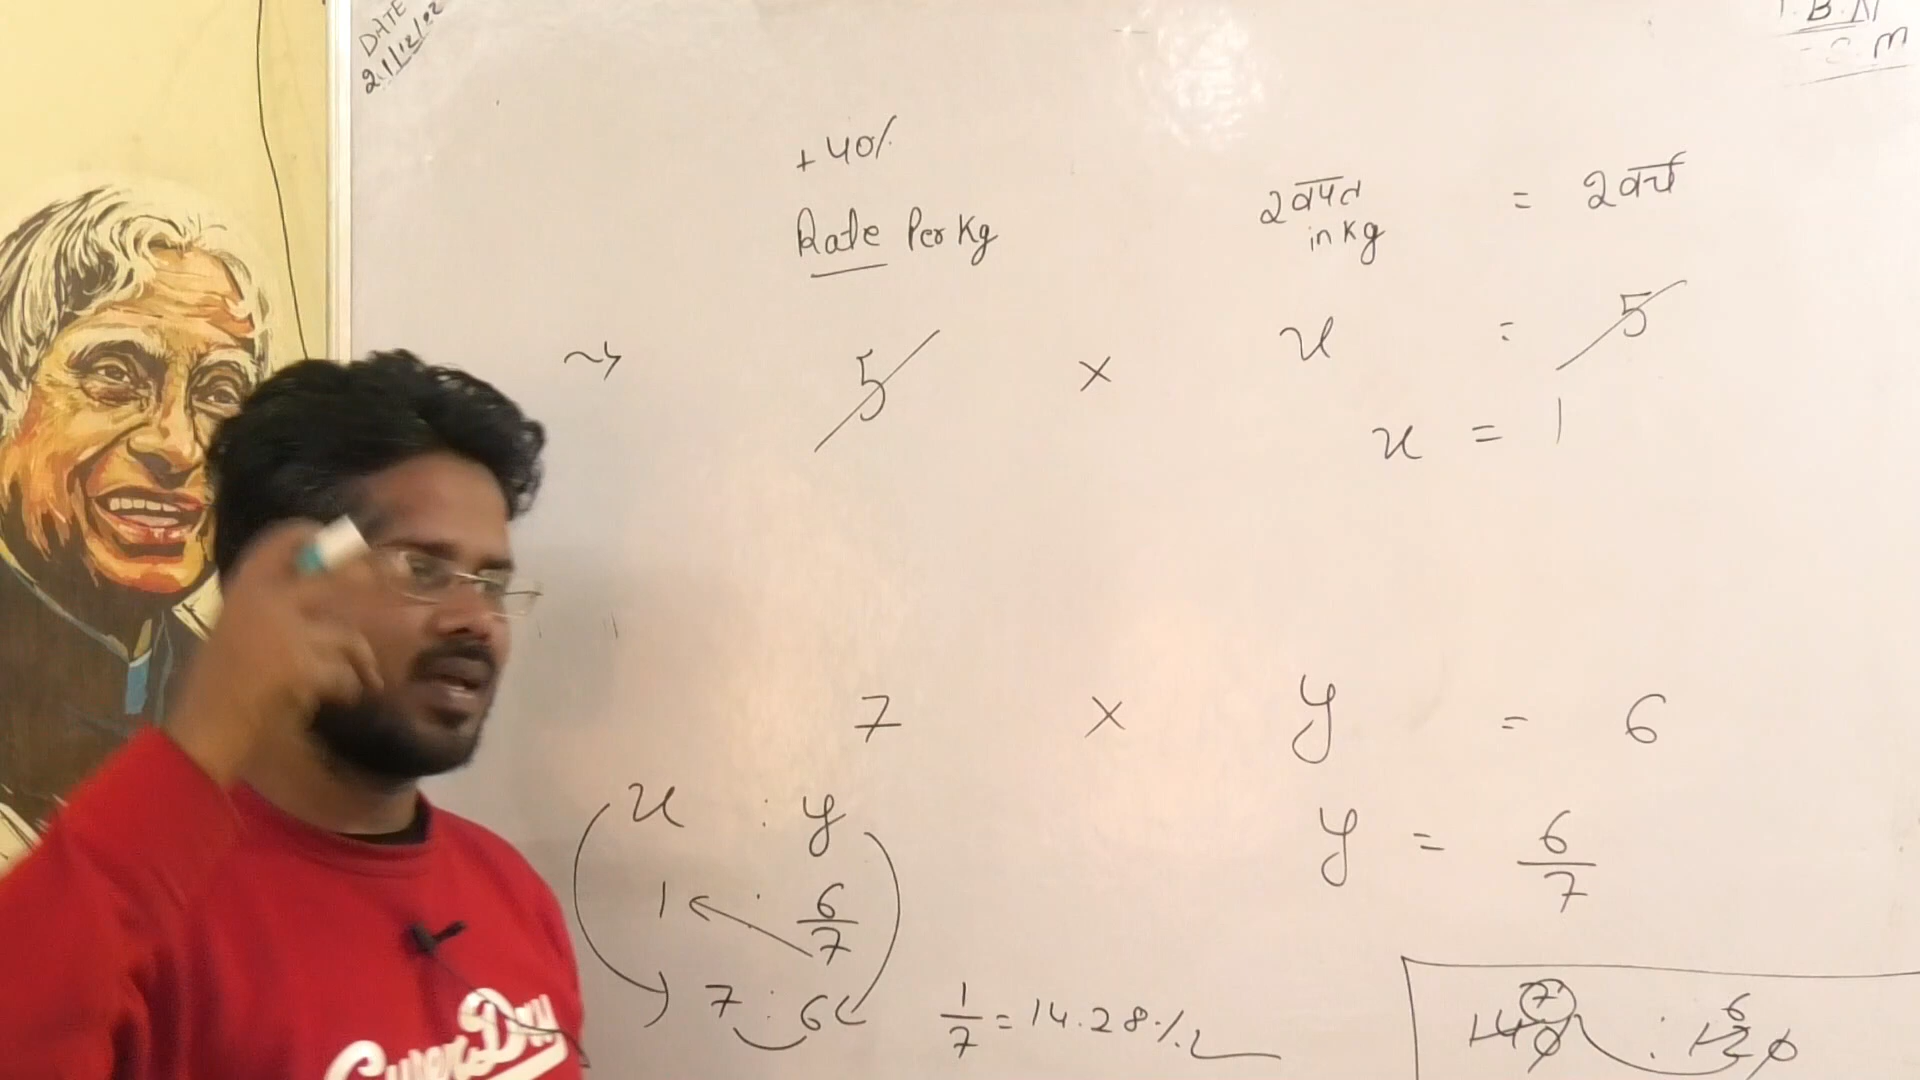 DATE
21/12/22
+40%
Rate Per Kg
खपत
in kg
= खर्च
5 × x = 5
x = 1
7 × y = 6
y = 6/7
x : y
1 : 6/7
7 : 6
1/7 = 14.28%
140 7 : 120 6